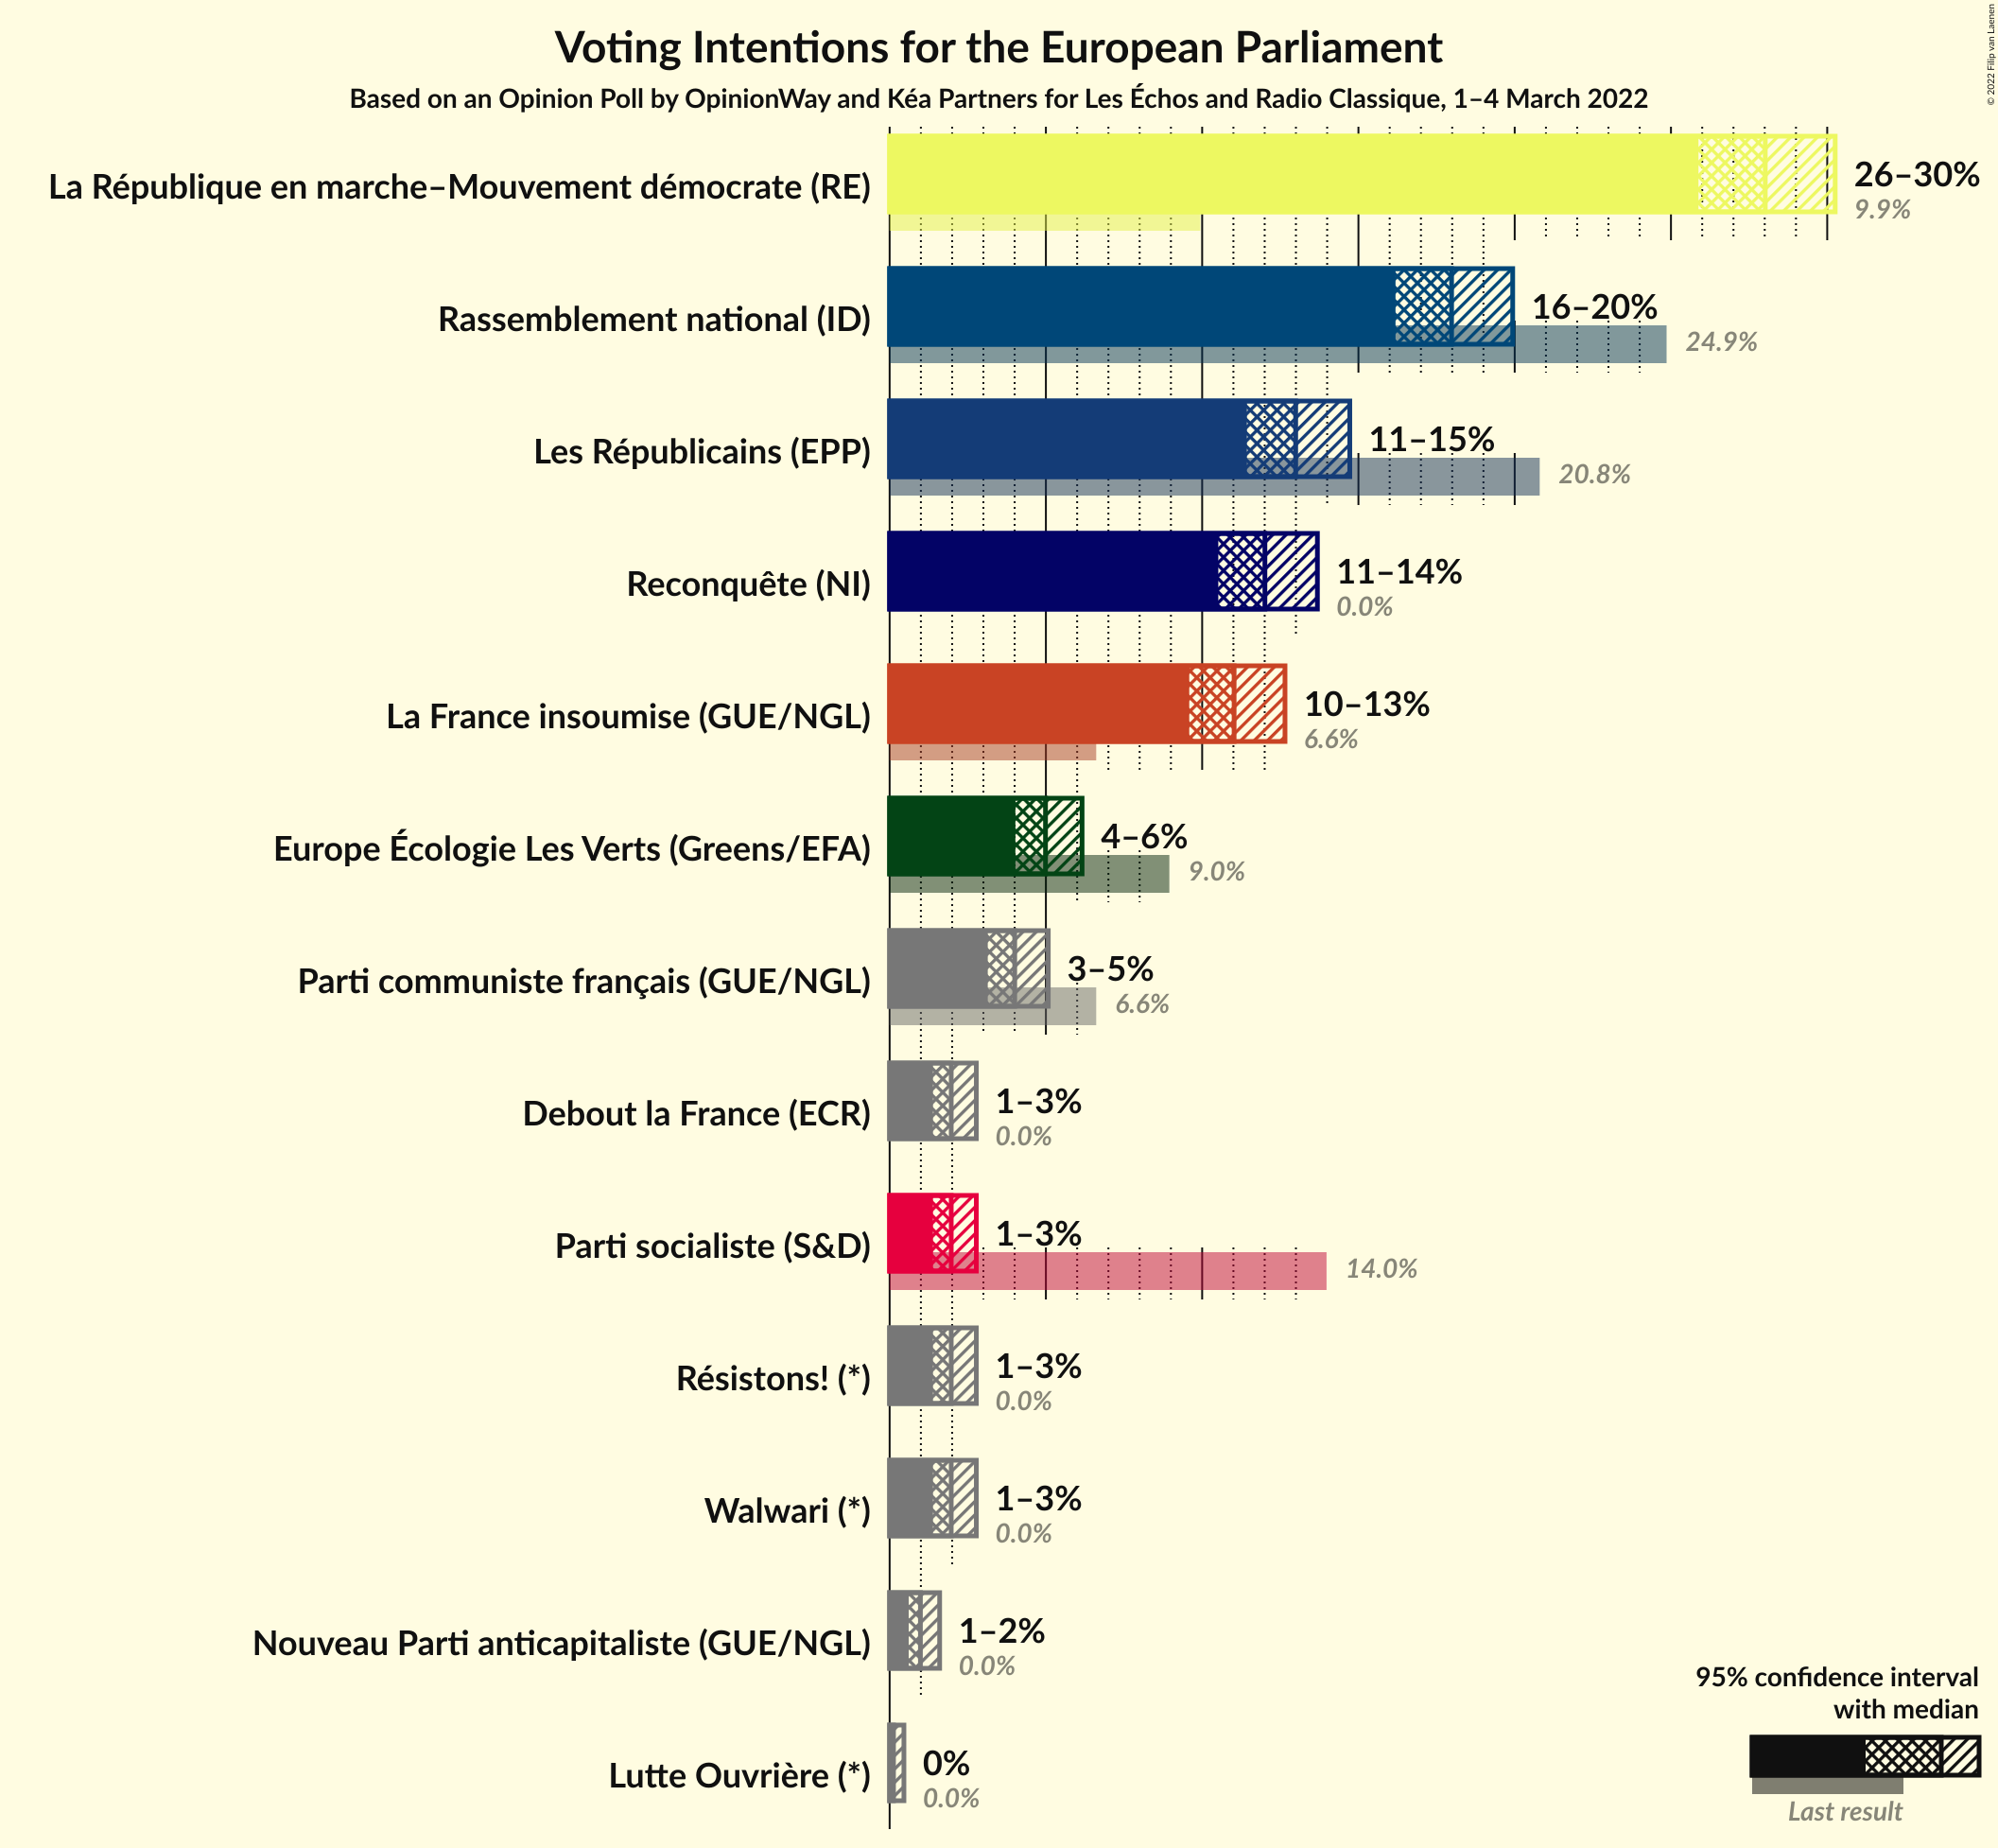 Voting Intentions for the European Parliament
Based on an Opinion Poll by OpinionWay and Kéa Partners for Les Échos and Radio Classique, 1–4 March 2022
© 2022 Filip van Laenen
La République en marche–Mouvement démocrate (RE)
26–30%
9.9%
Rassemblement national (ID)
16–20%
24.9%
Les Républicains (EPP)
11–15%
20.8%
Reconquête (NI)
11–14%
0.0%
La France insoumise (GUE/NGL)
10–13%
6.6%
Europe Écologie Les Verts (Greens/EFA)
4–6%
9.0%
Parti communiste français (GUE/NGL)
3–5%
6.6%
Debout la France (ECR)
1–3%
0.0%
Parti socialiste (S&D)
1–3%
14.0%
Résistons! (*)
1–3%
0.0%
Walwari (*)
1–3%
0.0%
Nouveau Parti anticapitaliste (GUE/NGL)
1–2%
0.0%
Lutte Ouvrière (*)
0%
0.0%
95% confidence interval
with median
Last result